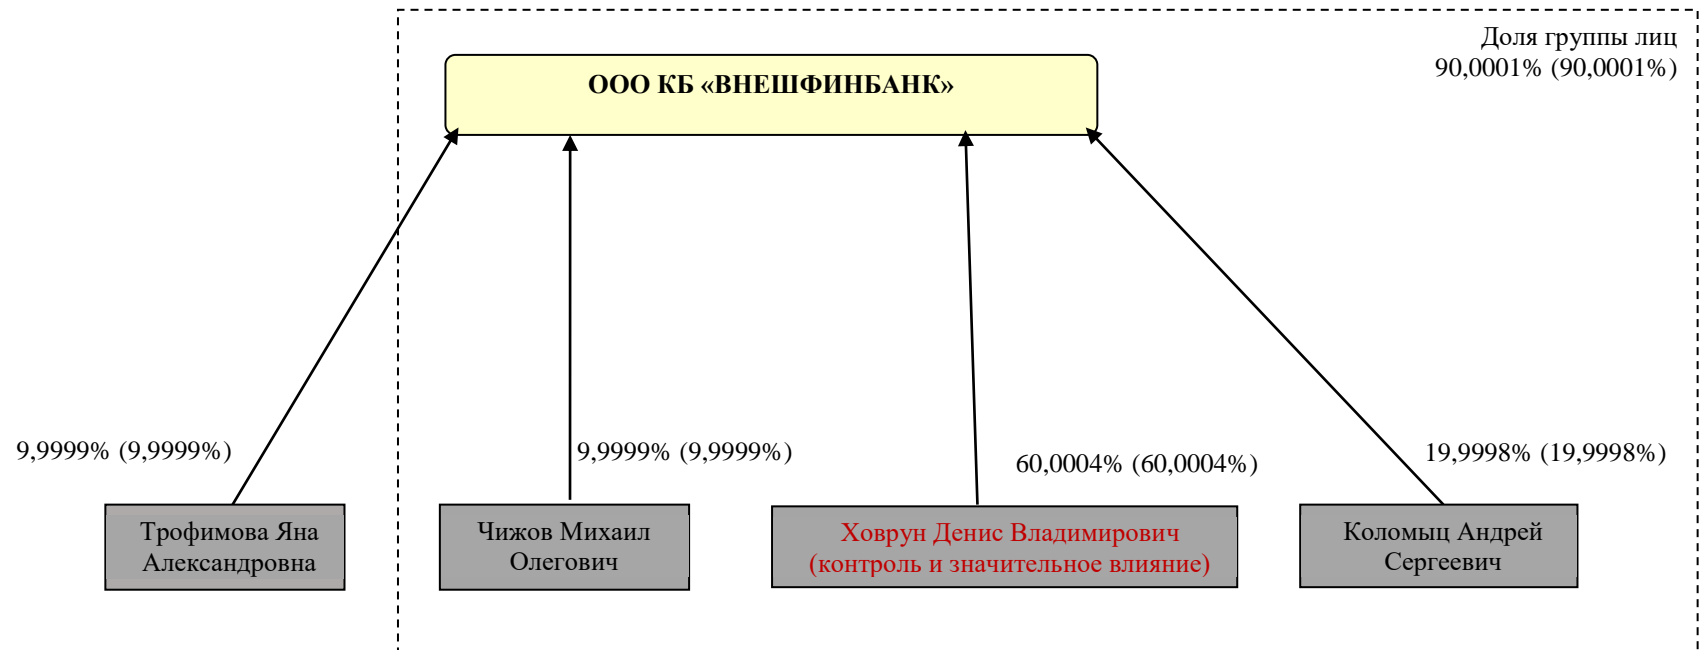 Доля группы лиц
90,0001% (90,0001%)
ООО КБ «ВНЕШФИНБАНК»
9,9999% (9,9999%)
9,9999% (9,9999%)
60,0004% (60,0004%)
19,9998% (19,9998%)
Трофимова Яна
Александровна
Чижов Михаил
Олегович
Ховрун Денис Владимирович
(контроль и значительное влияние)
Коломыц Андрей
Сергеевич